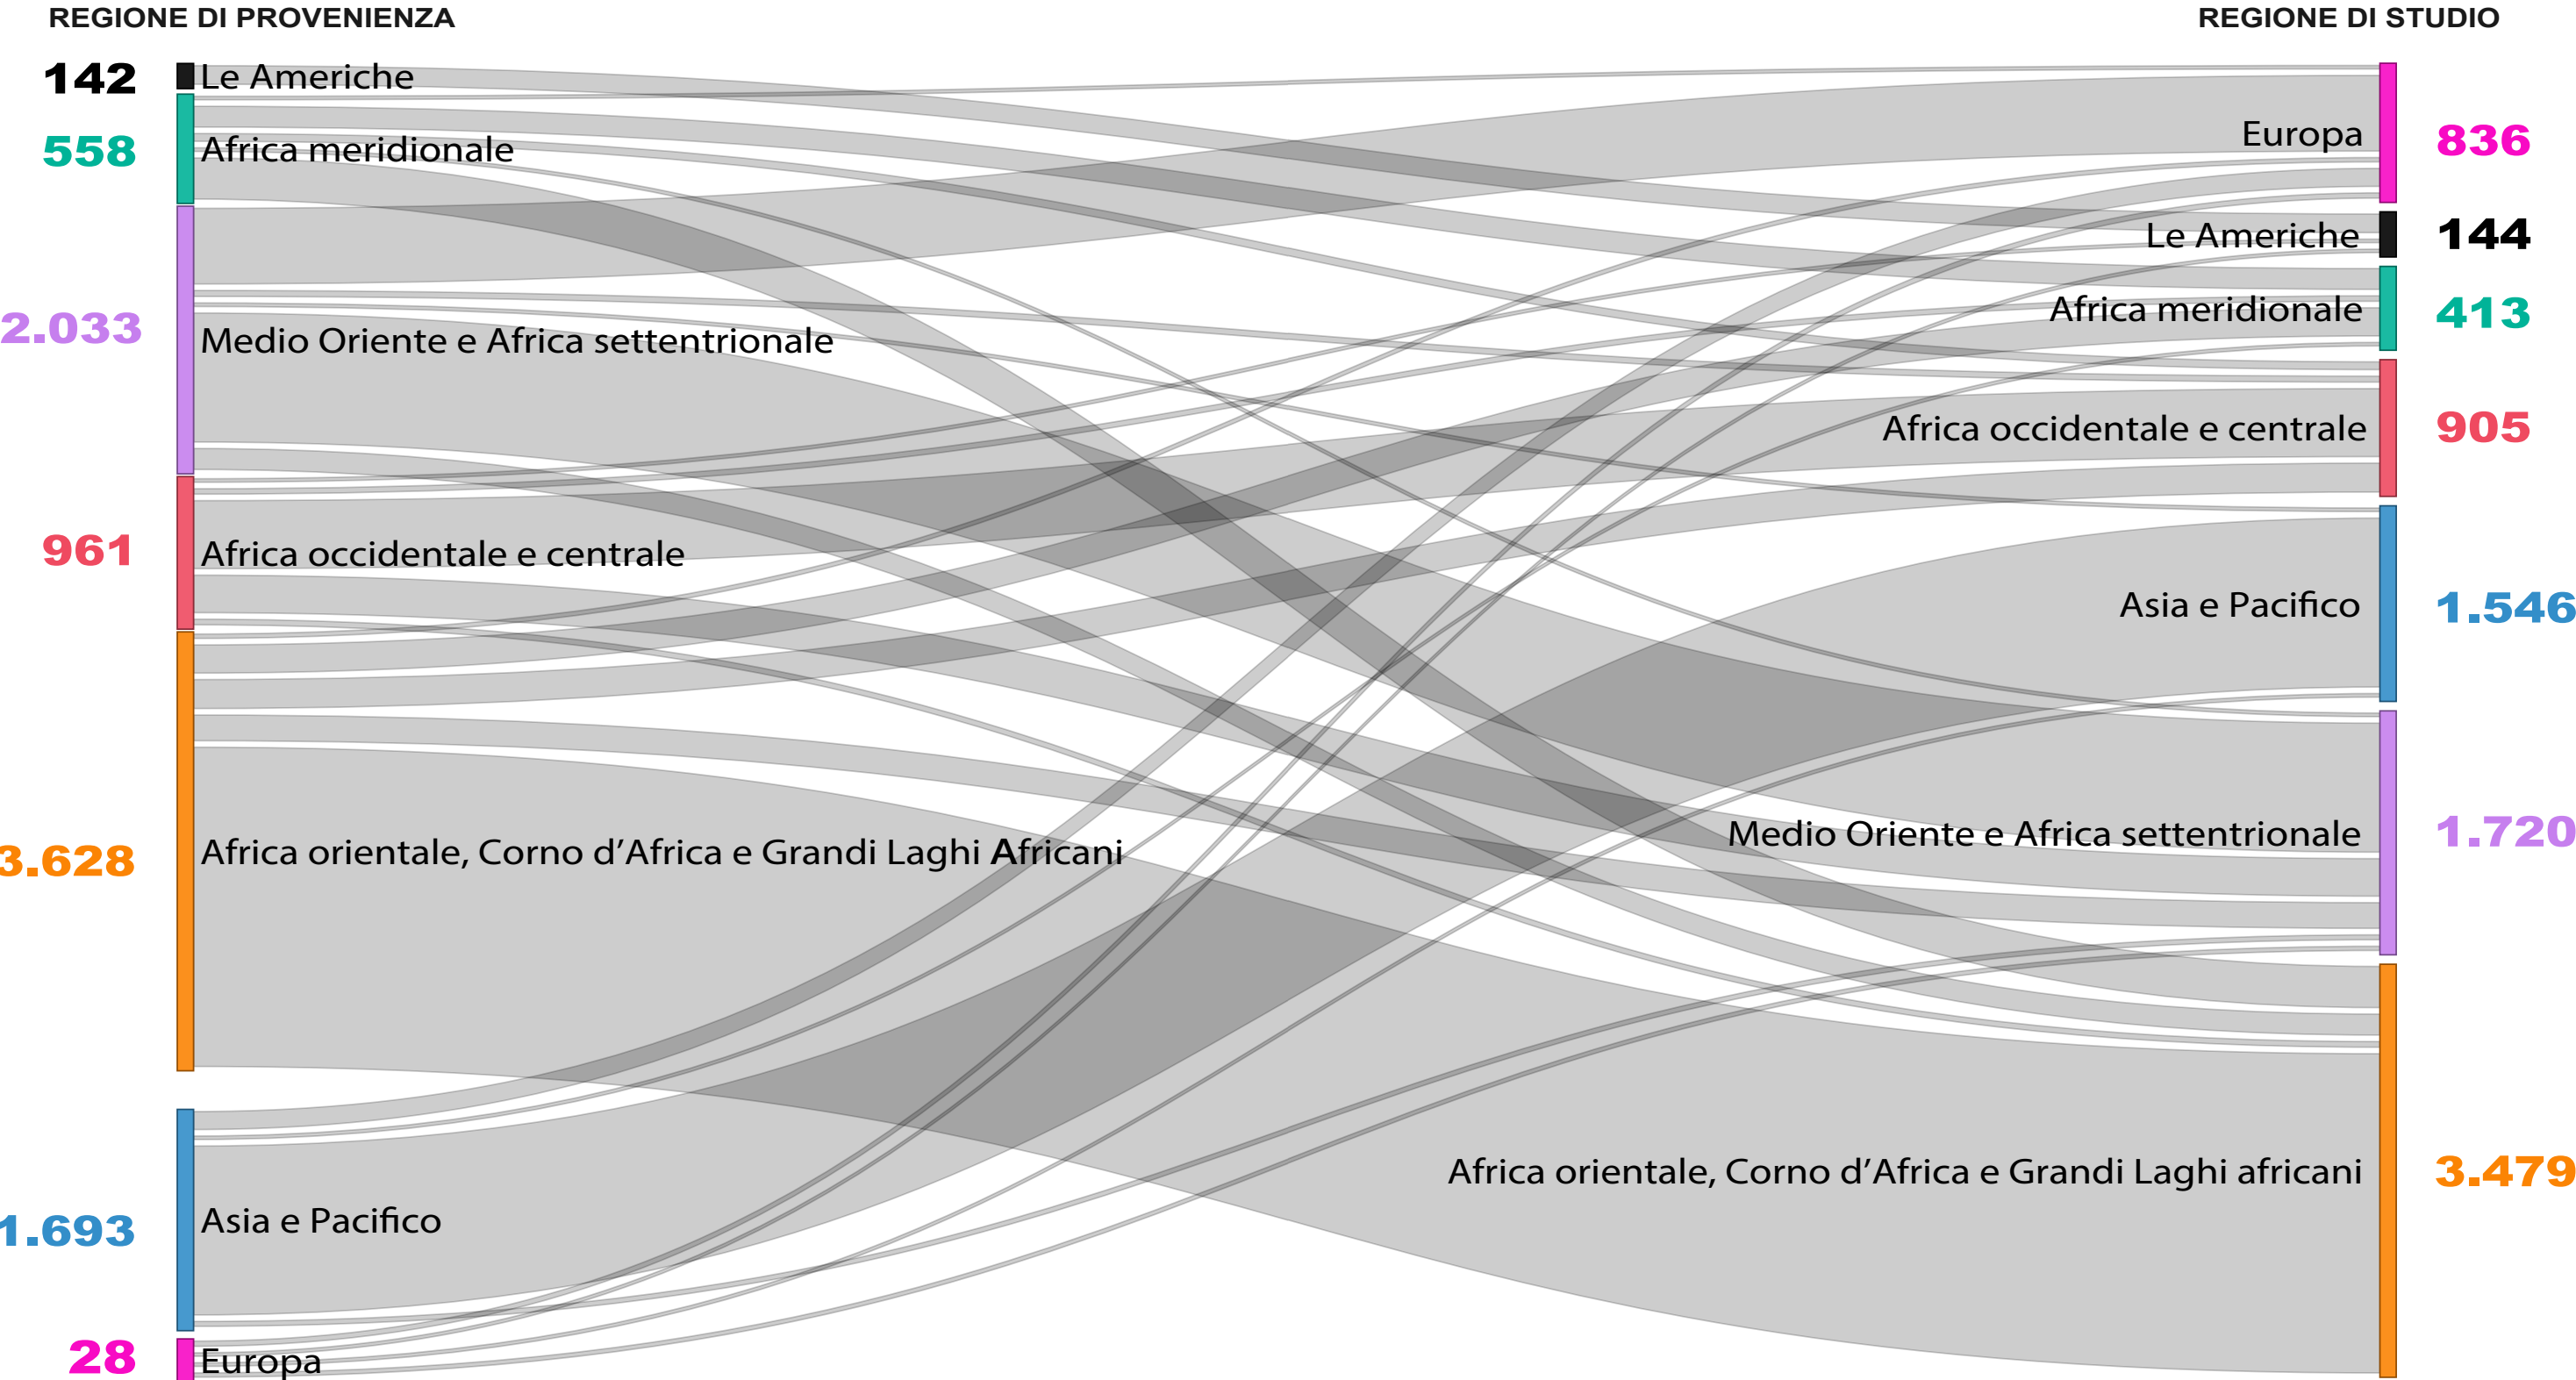 REGIONE DI PROVENIENZA
REGIONE DI STUDIO
142 Le Americhe
558 Africa meridionale
2.033 Medio Oriente e Africa settentrionale
961 Africa occidentale e centrale
3.628 Africa orientale, Corno d’Africa e Grandi Laghi Africani
1.693 Asia e Pacifico
28 Europa
Europa 836
Le Americhe 144
Africa meridionale 413
Africa occidentale e centrale 905
Asia e Pacifico 1.546
Medio Oriente e Africa settentrionale 1.720
Africa orientale, Corno d’Africa e Grandi Laghi africani 3.479